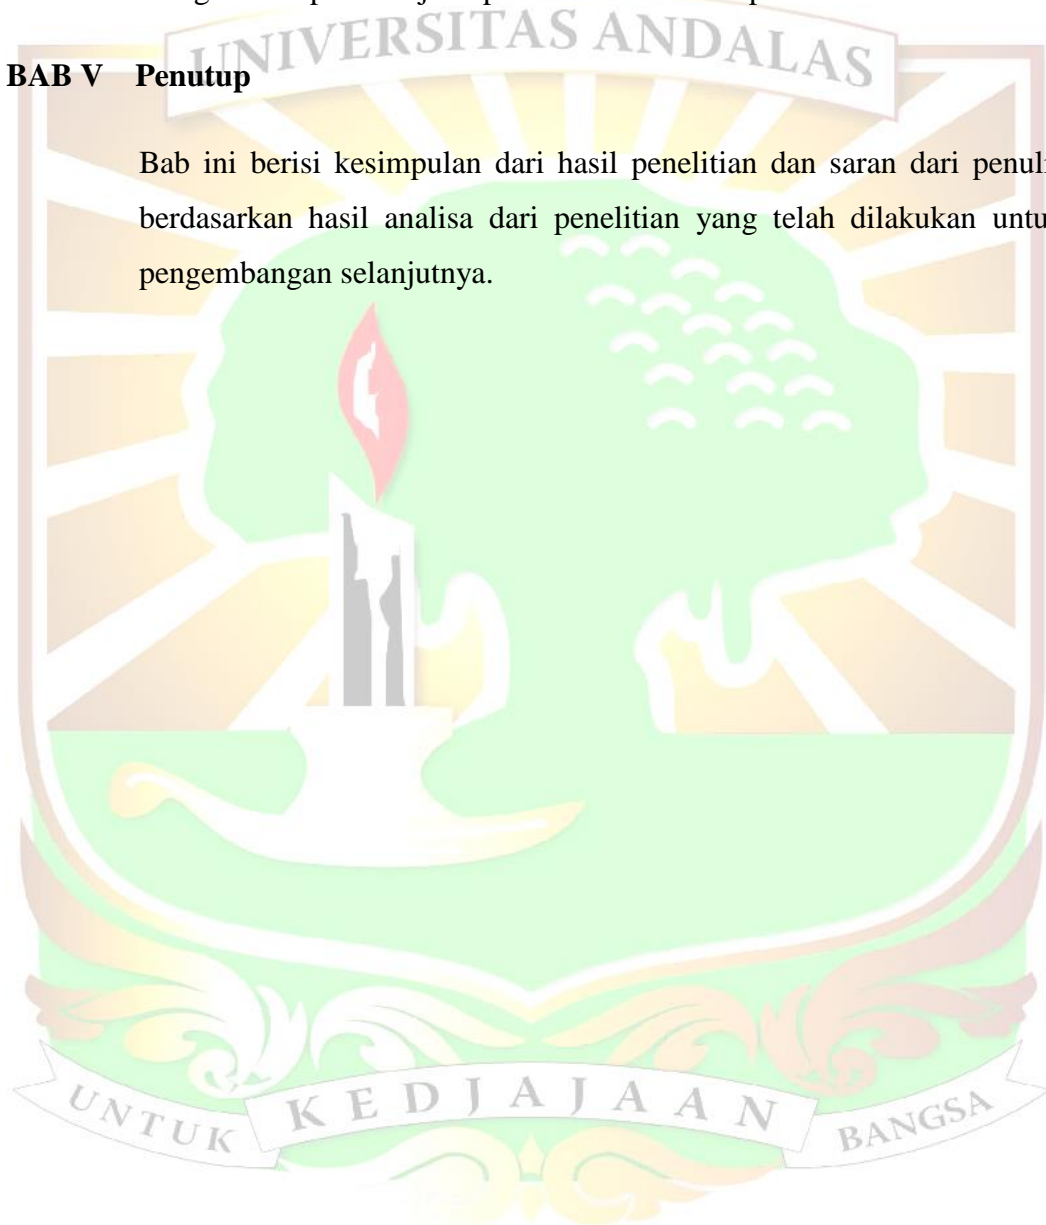 UNIVERSITAS ANDALAS
BAB V Penutup
Bab ini berisi kesimpulan dari hasil penelitian dan saran dari penuli
berdasarkan hasil analisa dari penelitian yang telah dilakukan untu
pengembangan selanjutnya.
UNTUK KEDJAJAAN BANGSA